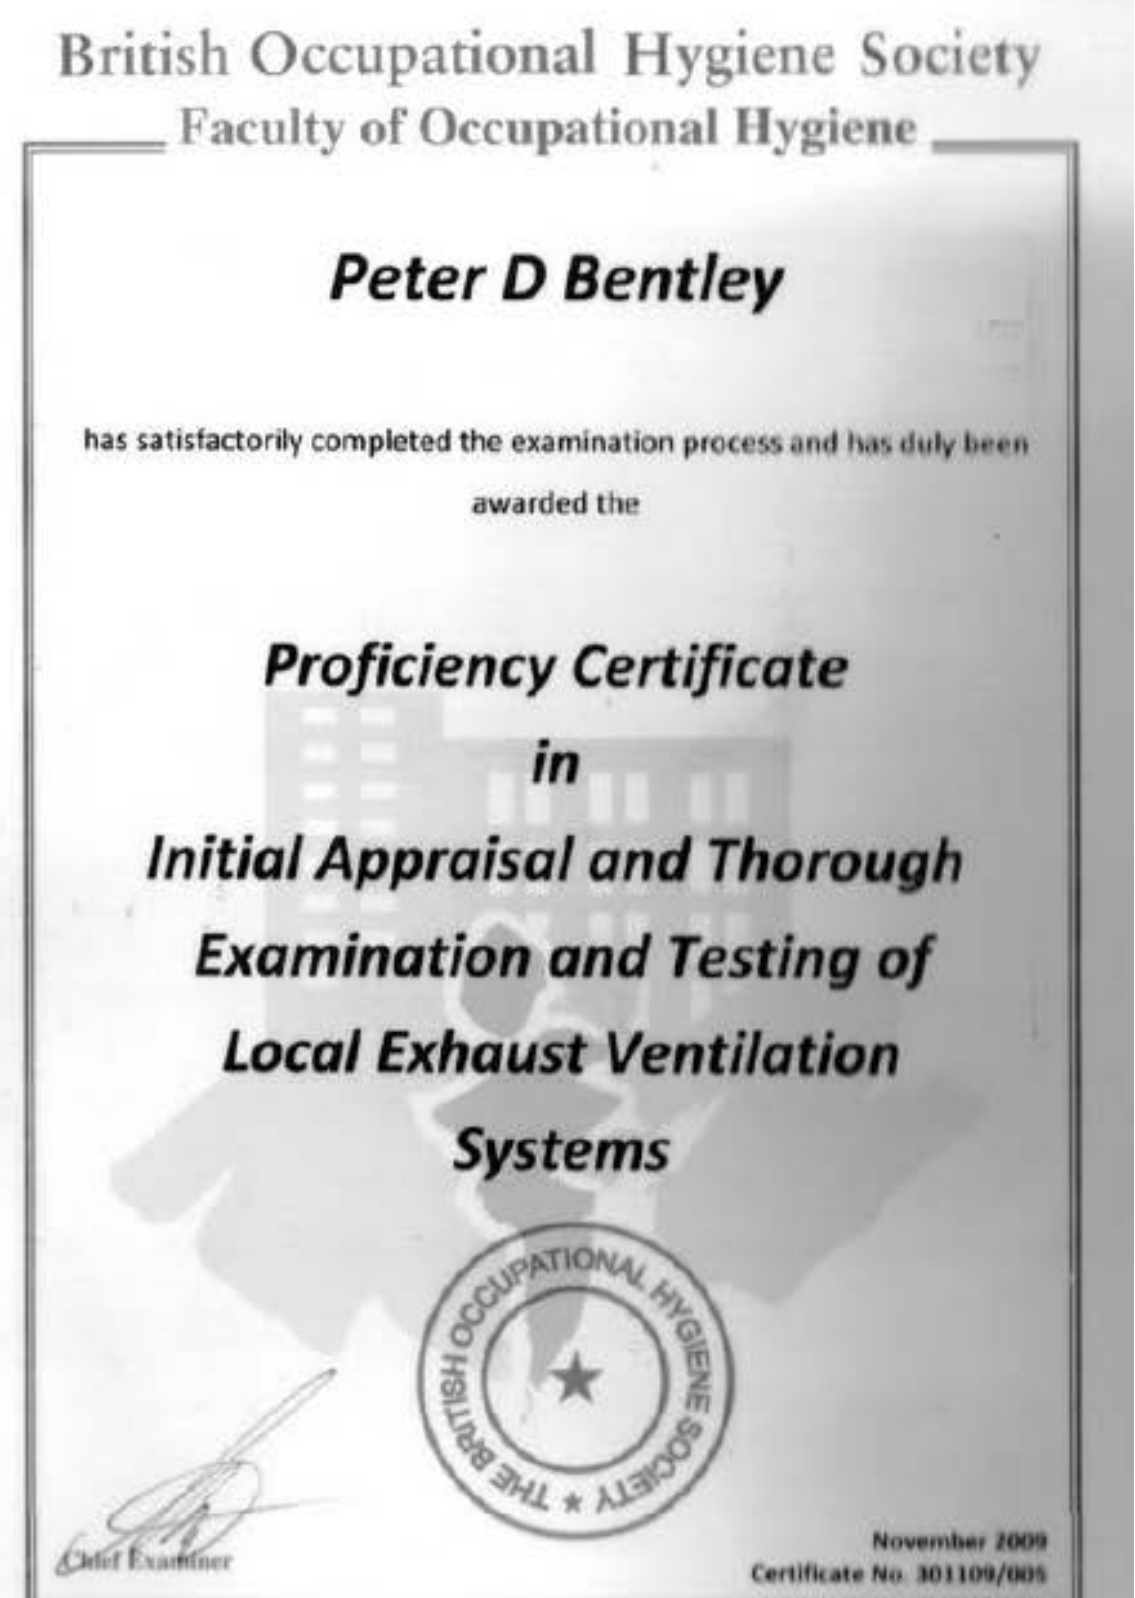 British Occupational Hygiene Society
Faculty of Occupational Hygiene
Peter D Bentley
has satisfactorily completed the examination process and has duly been
awarded the
Proficiency Certificate
in
Initial Appraisal and Thorough
Examination and Testing of
Local Exhaust Ventilation
Systems
THE BRITISH OCCUPATIONAL HYGIENE SOCIETY
Chief Examiner
November 2009
Certificate No. 301109/005